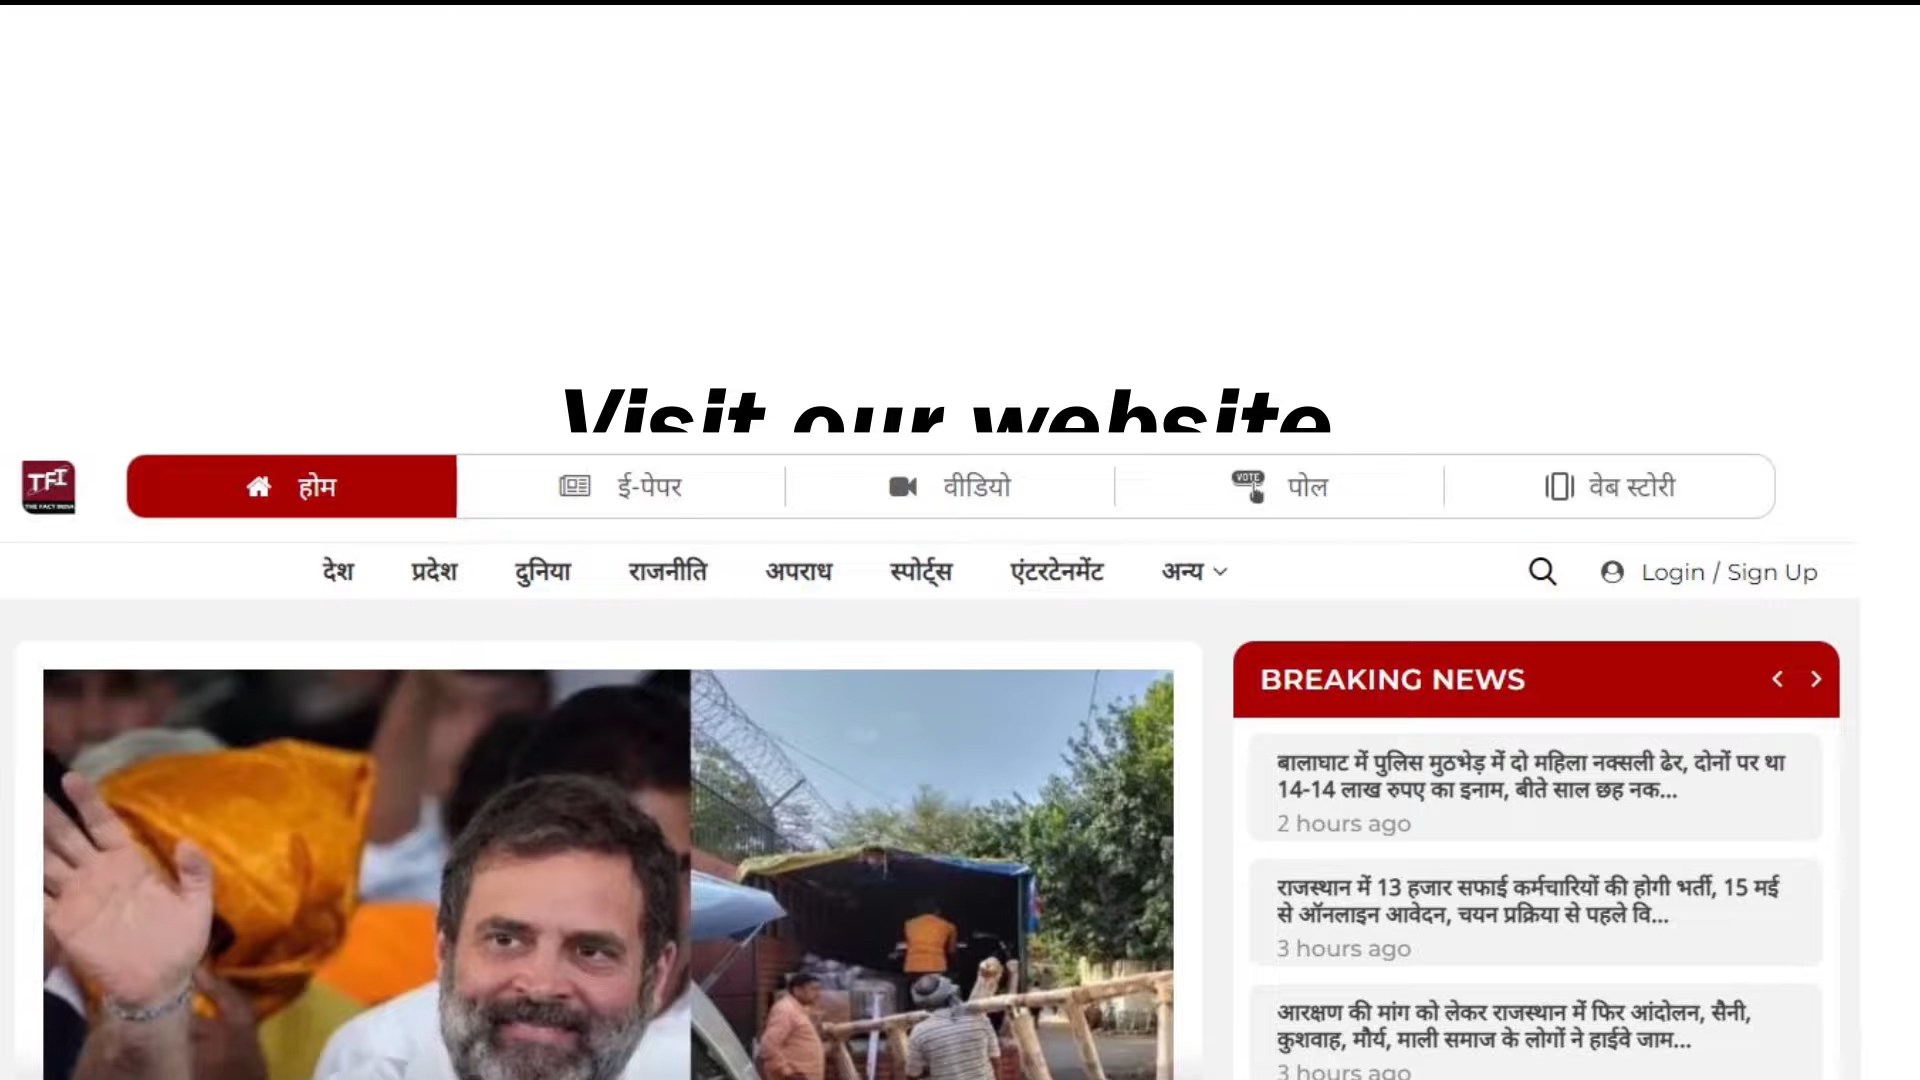 Visit our website
TFI
THE FACT INDIA
होम
ई-पेपर
वीडियो
VOTE
पोल
वेब स्टोरी
देश
प्रदेश
दुनिया
राजनीति
अपराध
स्पोर्ट्स
एंटरटेनमेंट
अन्य
Login / Sign Up
BREAKING NEWS
बालाघाट में पुलिस मुठभेड़ में दो महिला नक्सली ढेर, दोनों पर था
14-14 लाख रुपए का इनाम, बीते साल छह नक...
2 hours ago
राजस्थान में 13 हजार सफाई कर्मचारियों की होगी भर्ती, 15 मई
से ऑनलाइन आवेदन, चयन प्रक्रिया से पहले वि...
3 hours ago
आरक्षण की मांग को लेकर राजस्थान में फिर आंदोलन, सैनी,
कुशवाह, मौर्य, माली समाज के लोगों ने हाईवे जाम...
3 hours ago